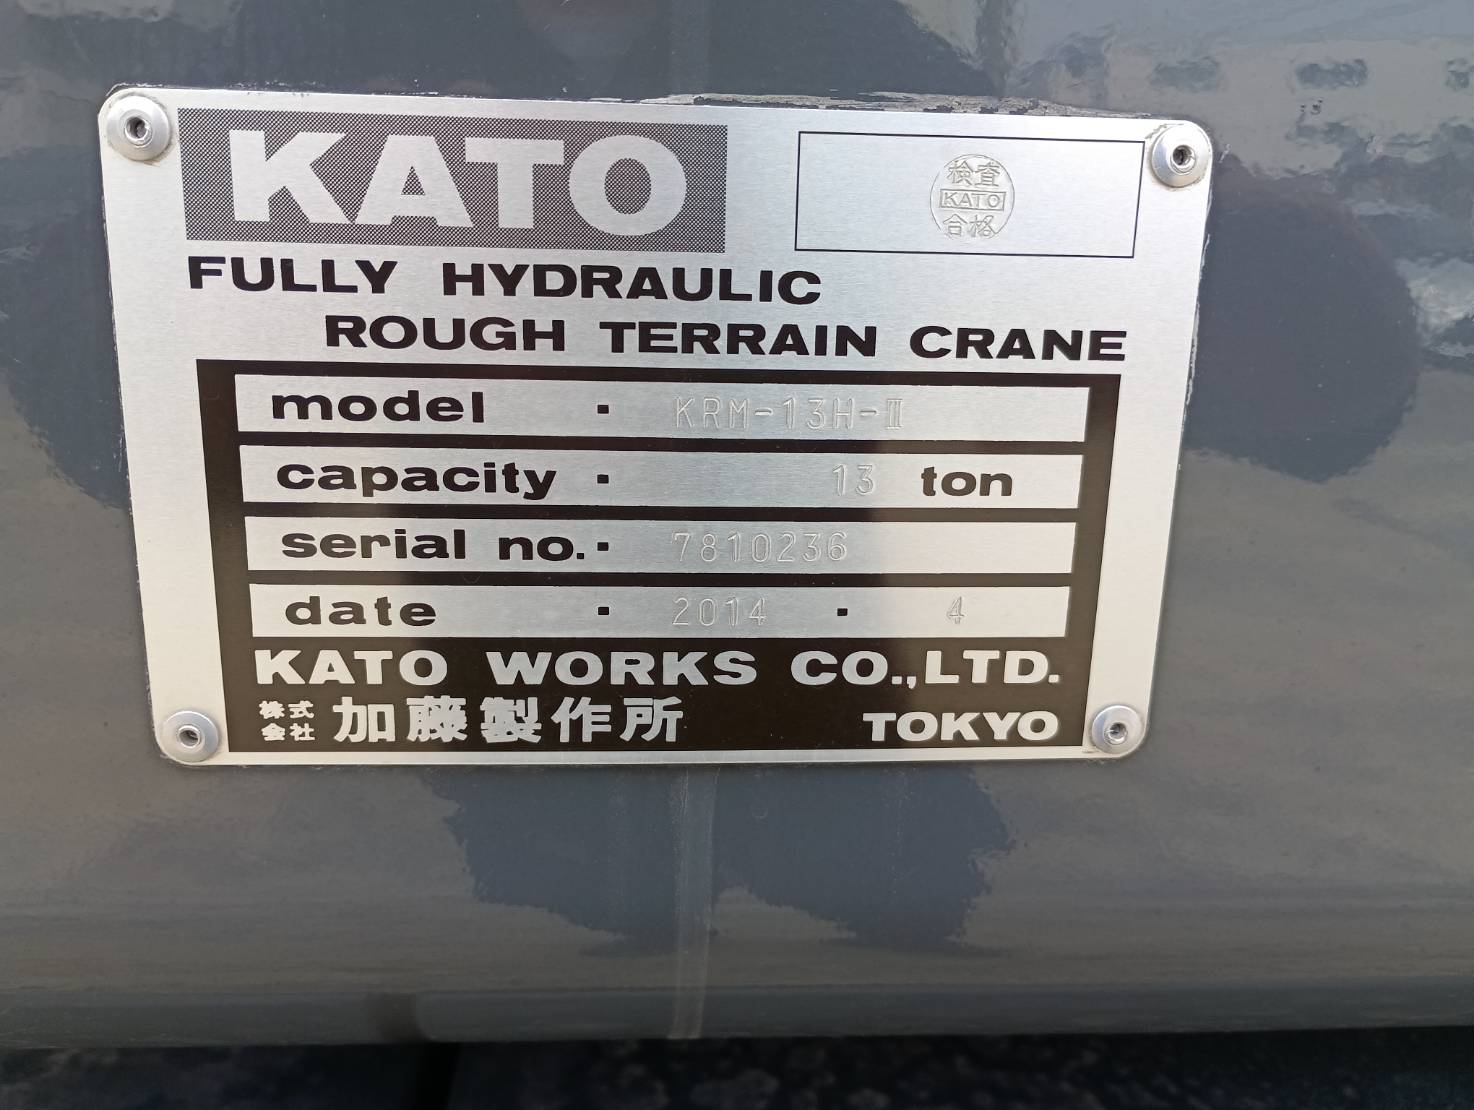 KATO
検査
KATO
合格
FULLY HYDRAULIC
ROUGH TERRAIN CRANE
model · KRM-13H-Ⅲ
capacity · 13 ton
serial no. · 7810236
date · 2014 · 4
KATO WORKS CO.,LTD.
株式会社 加藤製作所 TOKYO